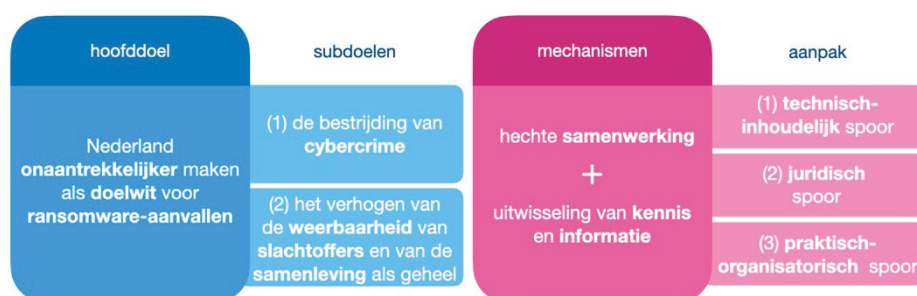 hoofddoel
Nederland
onaantrekkelijker maken
als doelwit voor
ransomware-aanvallen
subdoelen
(1) de bestrijding van
cybercrime
(2) het verhogen van
de weerbaarheid van
slachtoffers en van de
samenleving als geheel
mechanismen
hechte samenwerking
+
uitwisseling van kennis
en informatie
aanpak
(1) technisch-
inhoudelijk spoor
(2) juridisch
spoor
(3) praktisch-
organisatorisch spoor